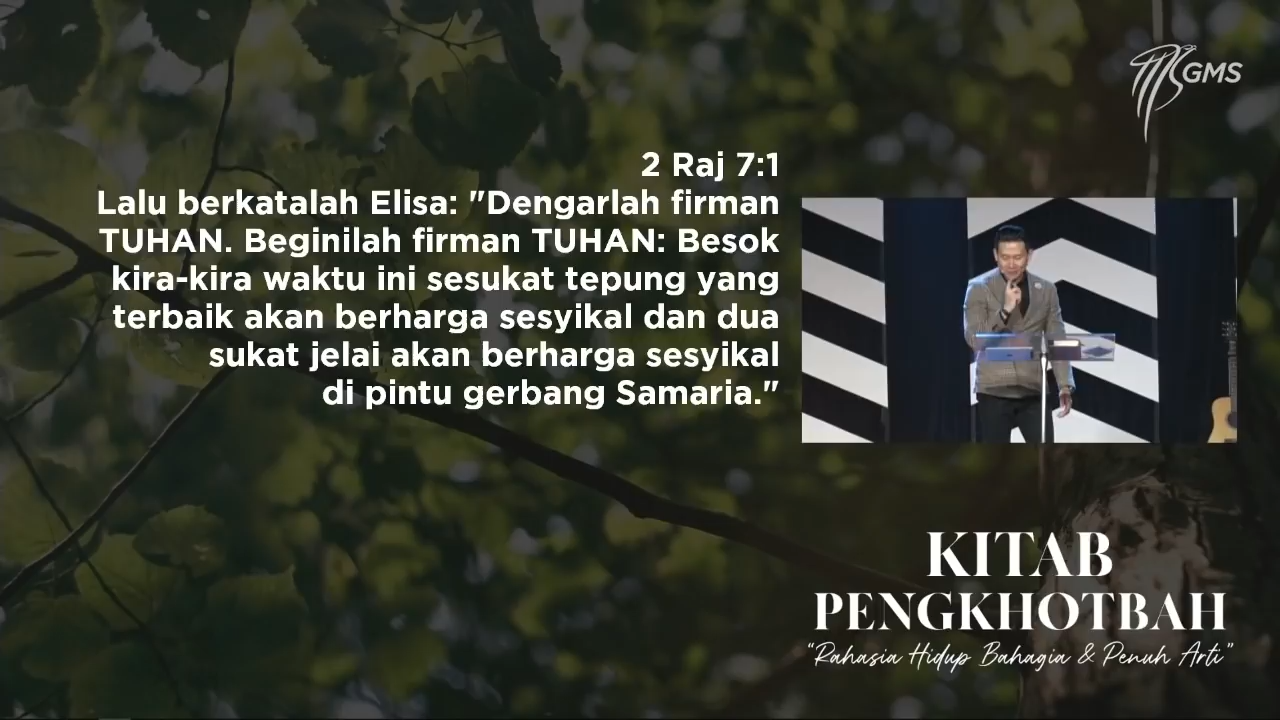 GMS
2 Raj 7:1
Lalu berkatalah Elisa: "Dengarlah firman
TUHAN. Beginilah firman TUHAN: Besok
kira-kira waktu ini sesukat tepung yang
terbaik akan berharga sesyikal dan dua
sukat jelai akan berharga sesyikal
di pintu gerbang Samaria."
KITAB
PENGKHOTBAH
"Rahasia Hidup Bahagia & Penuh Arti"